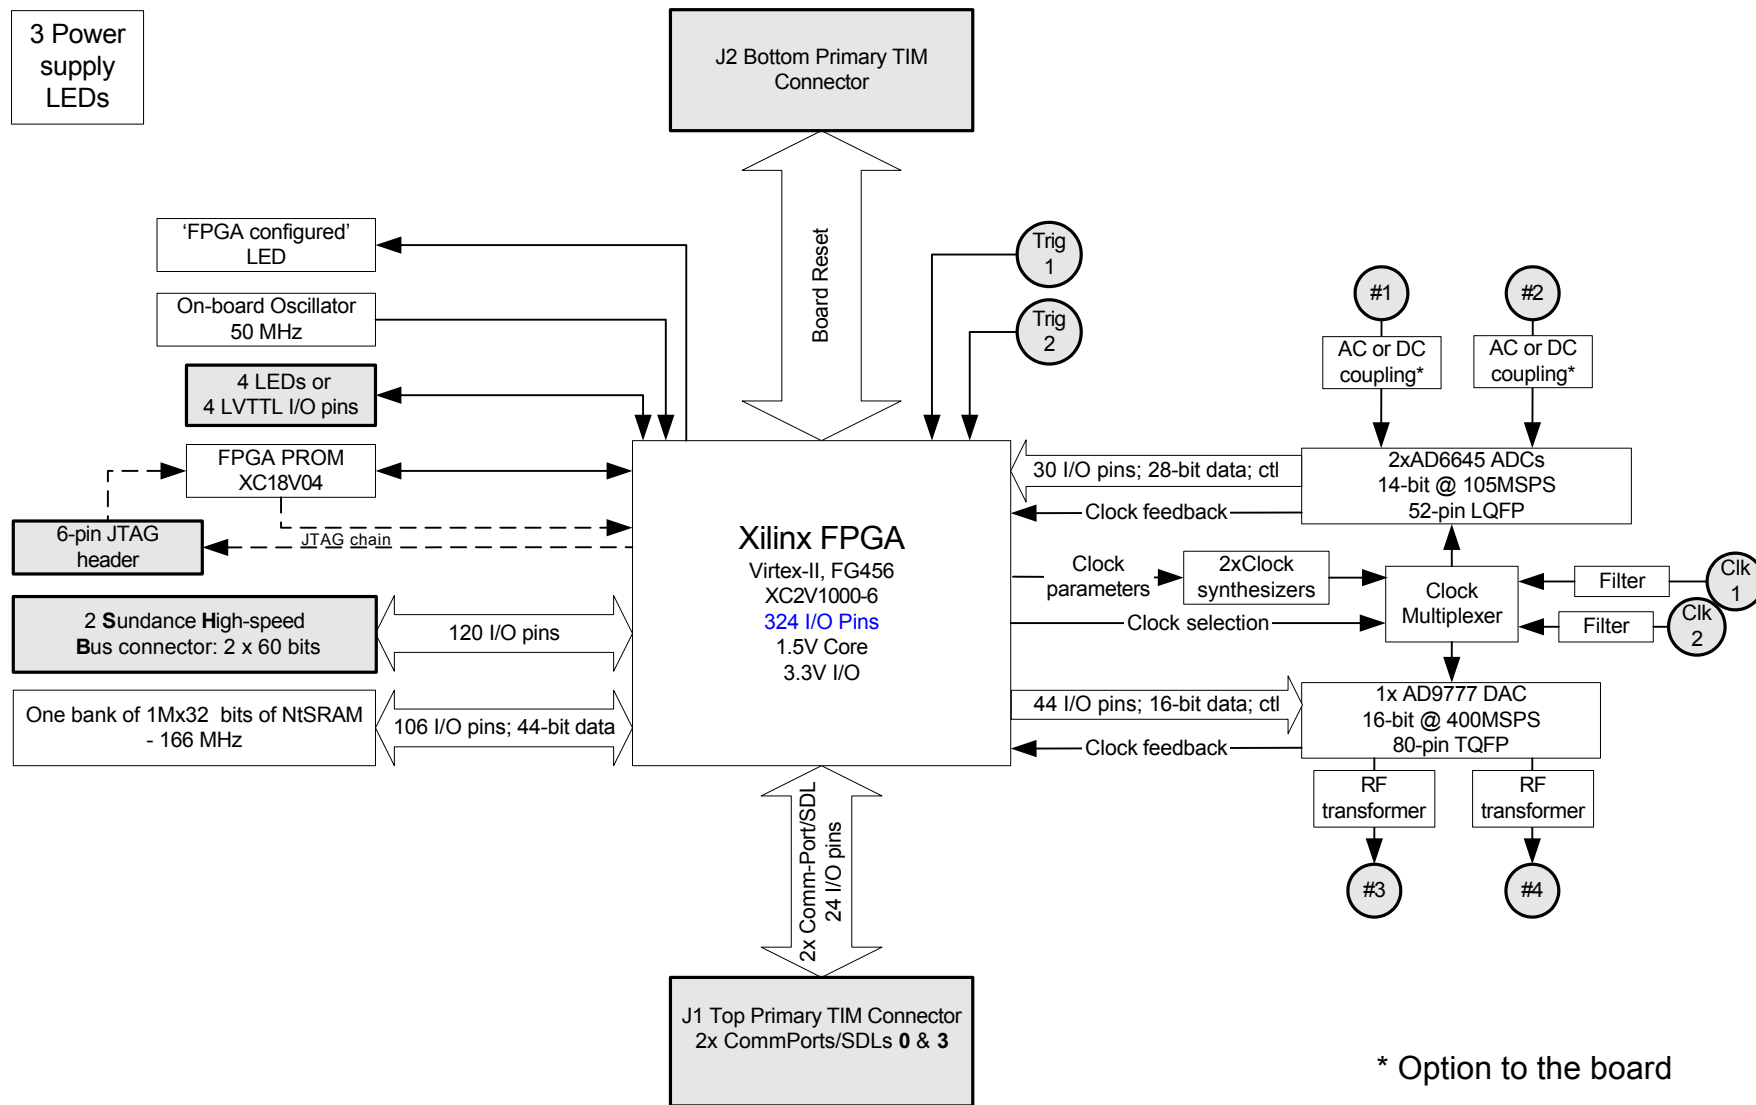 3 Power
supply
LEDs
J2 Bottom Primary TIM
Connector
Board Reset
'FPGA configured'
LED
On-board Oscillator
50 MHz
4 LEDs or
4 LVTTL I/O pins
FPGA PROM
XC18V04
6-pin JTAG
header
JTAG chain
2 Sundance High-speed
Bus connector: 2 x 60 bits
120 I/O pins
One bank of 1Mx32 bits of NtSRAM
- 166 MHz
106 I/O pins; 44-bit data
Xilinx FPGA
Virtex-II, FG456
XC2V1000-6
324 I/O Pins
1.5V Core
3.3V I/O
Trig
1
Trig
2
#1
#2
AC or DC
coupling*
AC or DC
coupling*
30 I/O pins; 28-bit data; ctl
2xAD6645 ADCs
14-bit @ 105MSPS
52-pin LQFP
Clock feedback
Clock
parameters
2xClock
synthesizers
Clock
Multiplexer
Filter
Clk
1
Clock selection
Filter
Clk
2
44 I/O pins; 16-bit data; ctl
1x AD9777 DAC
16-bit @ 400MSPS
80-pin TQFP
Clock feedback
RF
transformer
RF
transformer
#3
#4
2x Comm-Port/SDL
24 I/O pins
J1 Top Primary TIM Connector
2x CommPorts/SDLs 0 & 3
* Option to the board